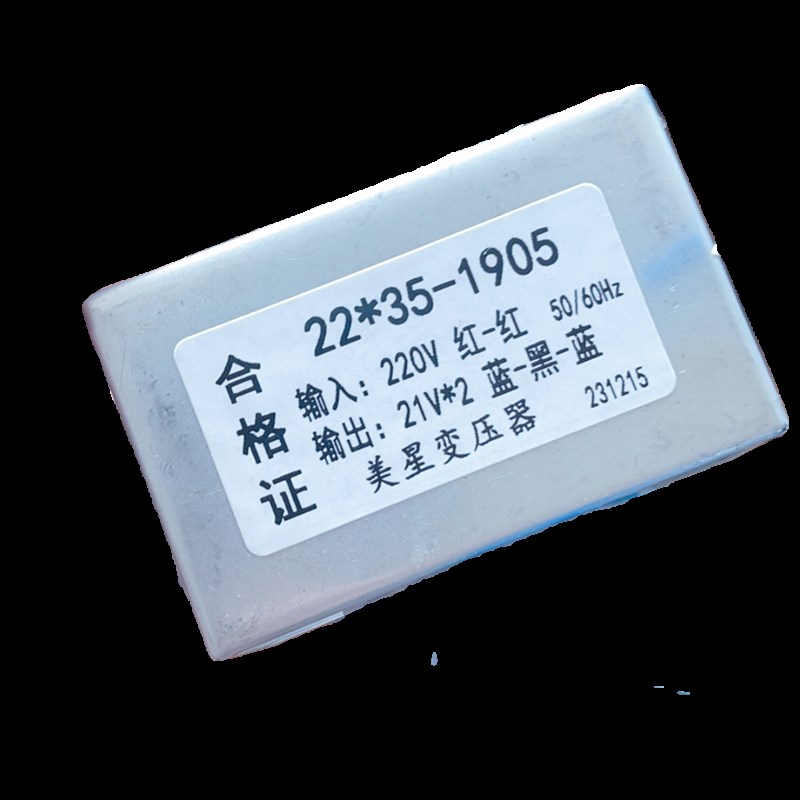 合格证
22*35-1905
输入: 220V 红-红 50/60Hz
输出: 21V*2 蓝-黑-蓝
美星变压器 231215